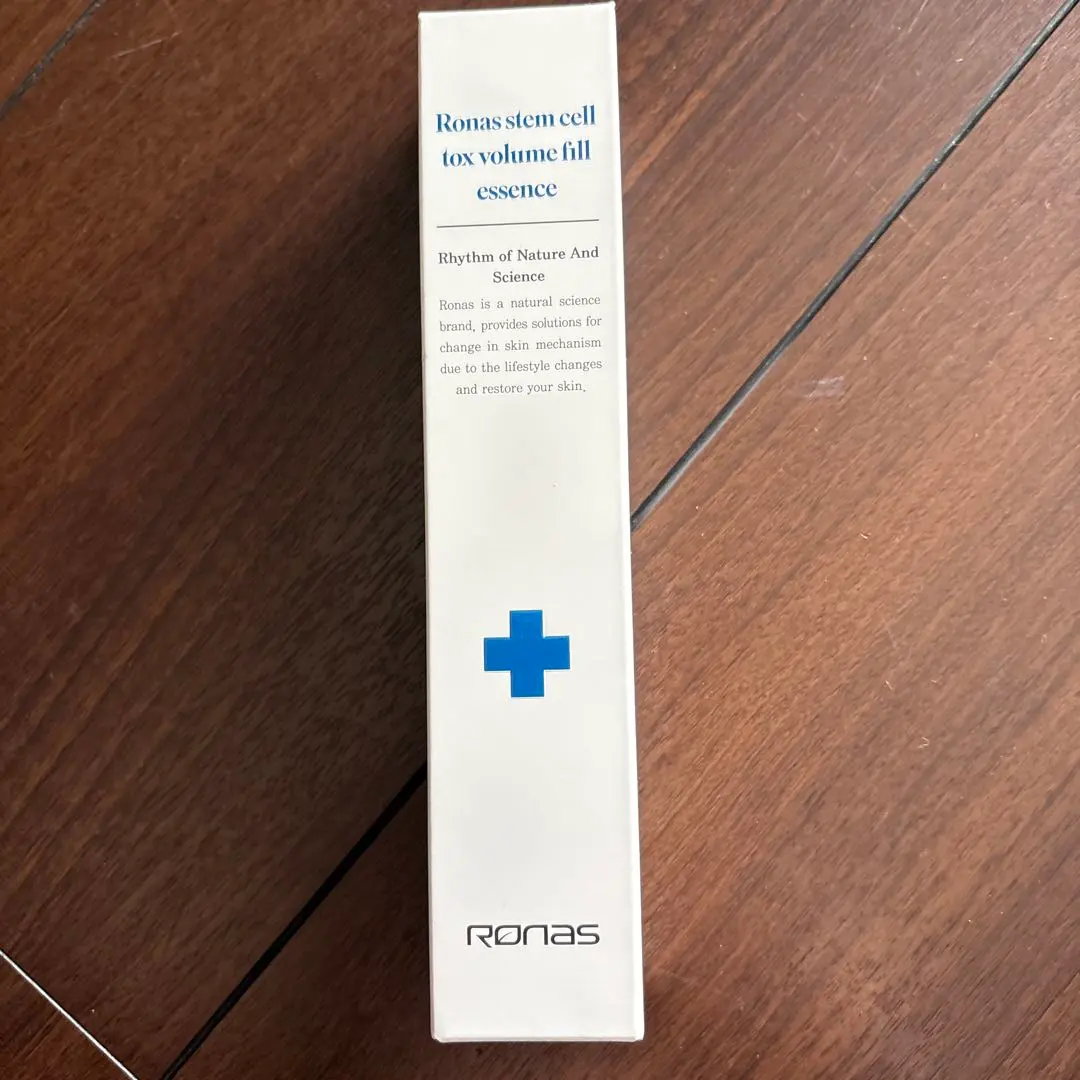 Ronas stem cell
tox volume fill
essence
Rhythm of Nature And
Science
Ronas is a natural science
brand, provides solutions for
change in skin mechanism
due to the lifestyle changes
and restore your skin.
RONAS